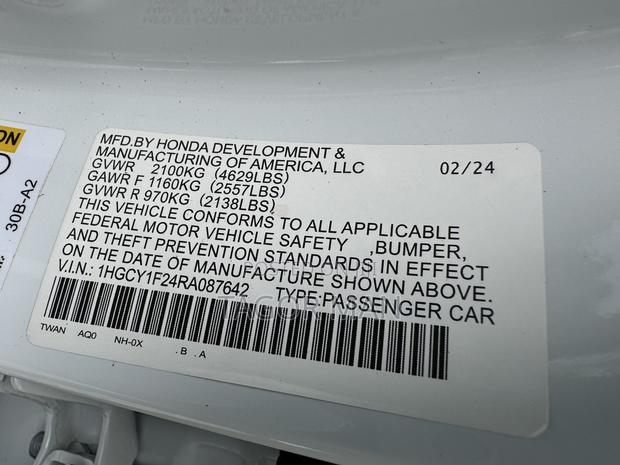 MFD.BY HONDA DEVELOPMENT &
MANUFACTURING OF AMERICA, LLC 02/24
GVWR 2100KG (4629LBS)
GAWR F 1160KG (2557LBS)
GVWR R 970KG (2138LBS)
THIS VEHICLE CONFORMS TO ALL APPLICABLE
FEDERAL MOTOR VEHICLE SAFETY ,BUMPER,
AND THEFT PREVENTION STANDARDS IN EFFECT
ON THE DATE OF MANUFACTURE SHOWN ABOVE.
V.I.N.: 1HGCY1F24RA087642 TYPE:PASSENGER CAR
TWAN AQ0 NH-0X .B .A
30B-A2
TAGOR MAN